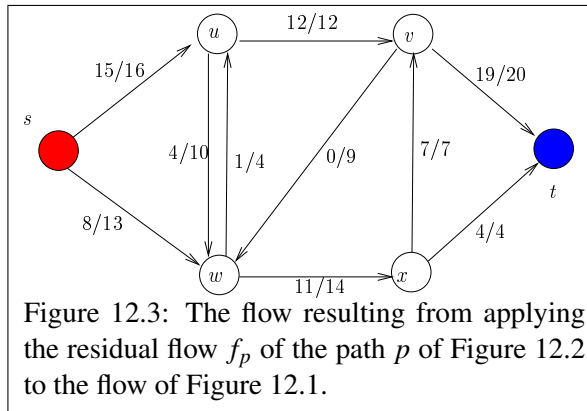 u
12/12
v
15/16
19/20
s
4/10
1/4
0/9
7/7
t
8/13
4/4
w
11/14
x
Figure 12.3: The flow resulting from applying
the residual flow fp of the path p of Figure 12.2
to the flow of Figure 12.1.